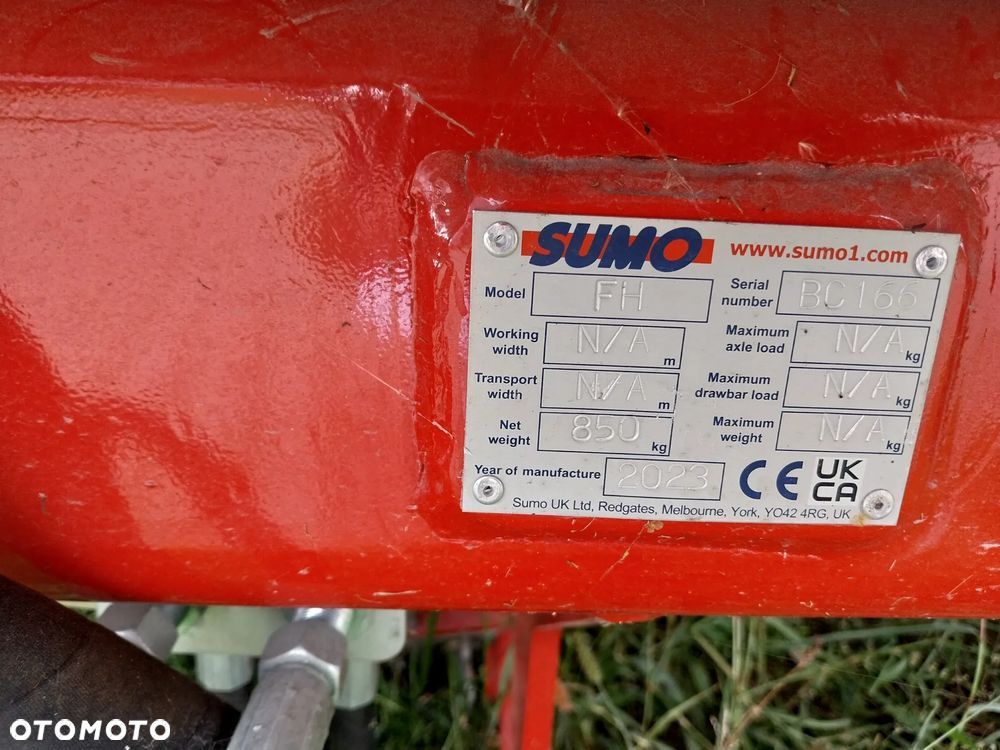 SUMO www.sumo1.com
Model FH Serial number BC166
Working width N/A m Maximum axle load N/A kg
Transport width N/A m Maximum drawbar load N/A kg
Net weight 850 kg Maximum weight N/A kg
Year of manufacture 2023 CE UK CA
Sumo UK Ltd, Redgates, Melbourne, York, YO42 4RG, UK
OTOMOTO